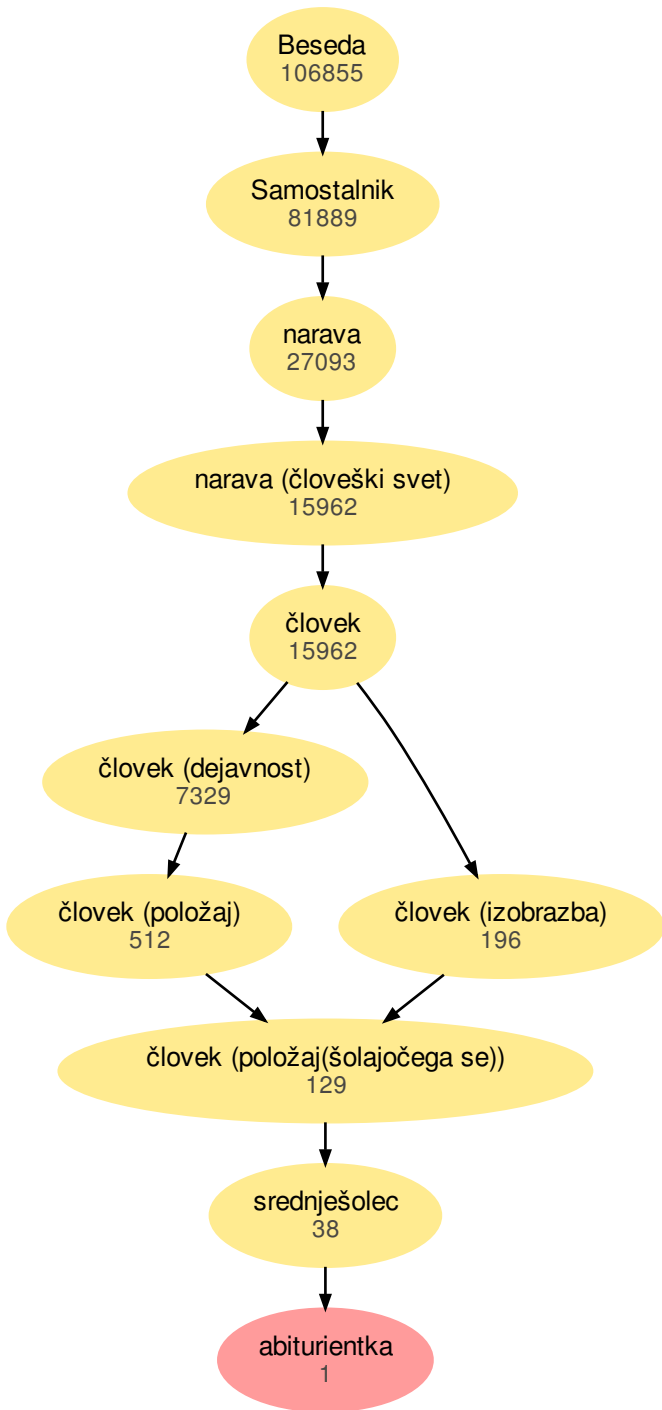 Beseda
106855
Samostalnik
81889
narava
27093
narava (človeški svet)
15962
človek
15962
človek (dejavnost)
7329
človek (položaj)
512
človek (izobrazba)
196
človek (položaj(šolajočega se))
129
srednješolec
38
abiturientka
1